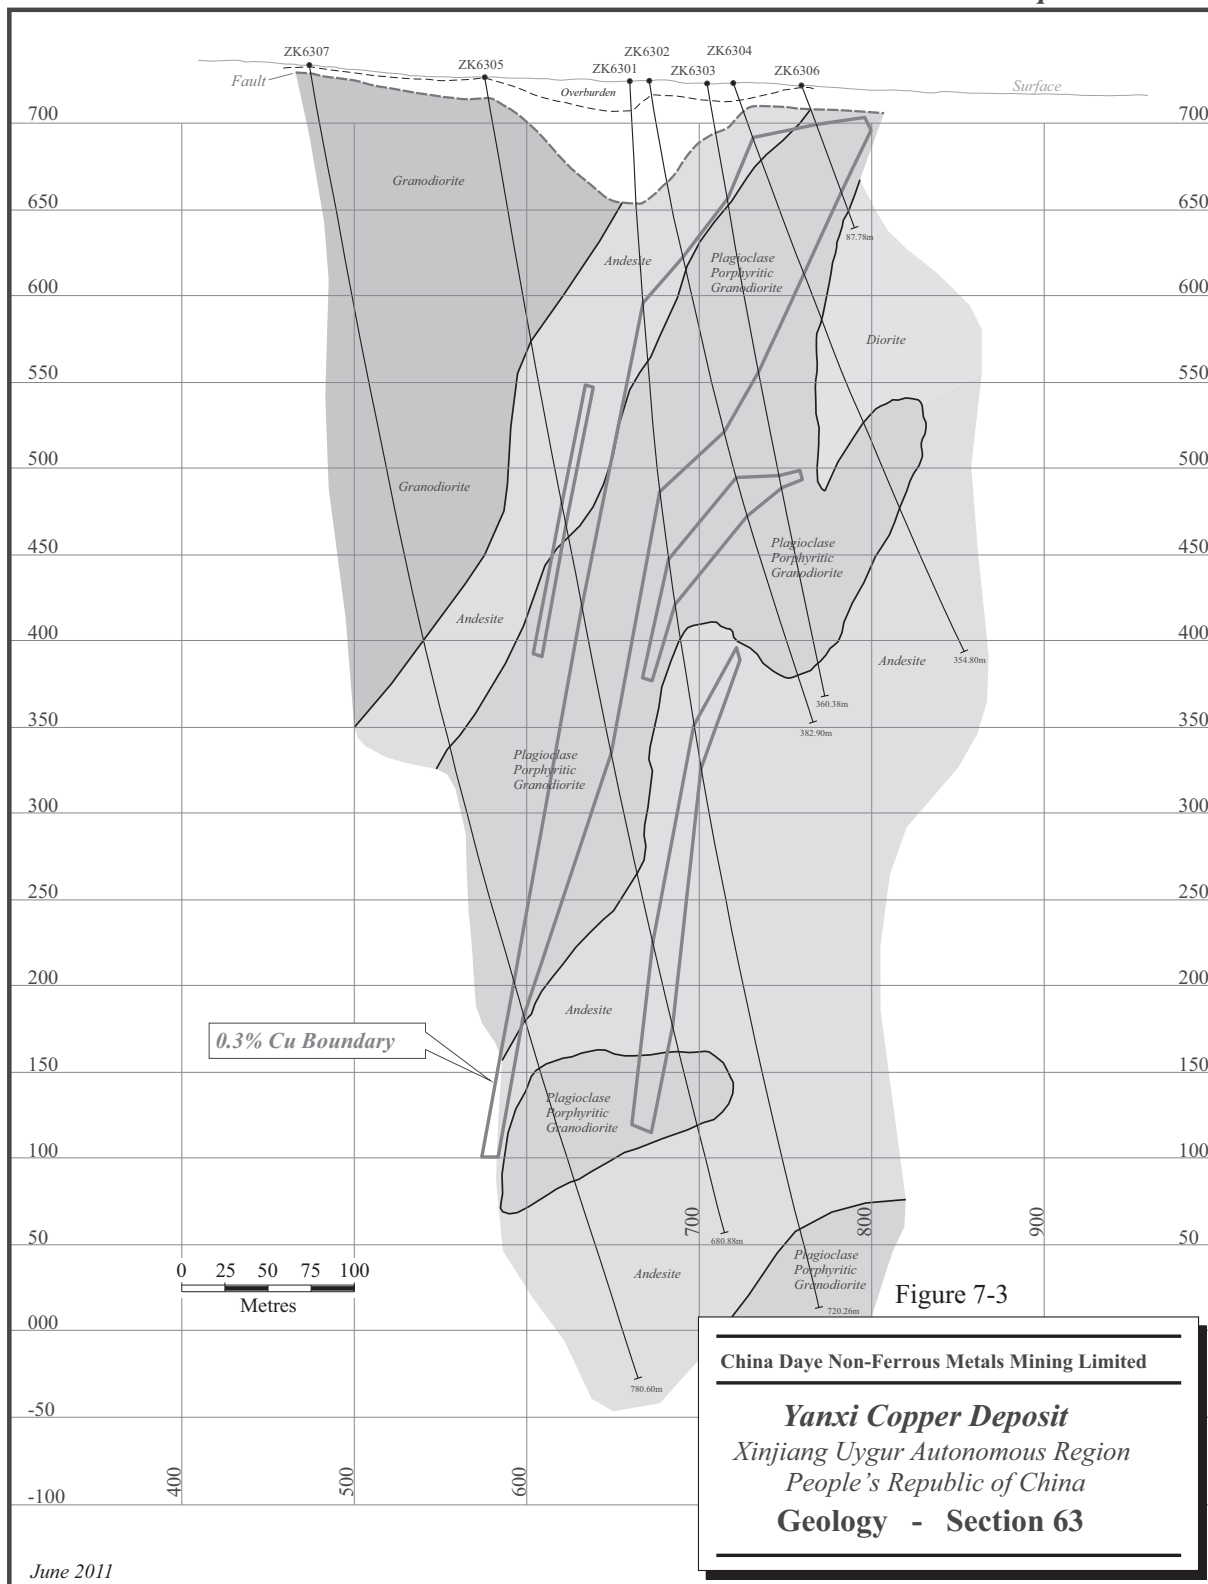 ZK6307
ZK6305
ZK6302
ZK6301
ZK6304
ZK6303
ZK6306
Fault
Overburden
Surface
700
700
650
650
600
600
550
550
500
500
450
450
400
400
350
350
300
300
250
250
200
200
150
150
100
100
50
50
000
-50
-100
Granodiorite
Andesite
Plagioclase
Porphyritic
Granodiorite
87.78m
Diorite
Granodiorite
Plagioclase
Porphyritic
Granodiorite
Andesite
Andesite
354.80m
360.38m
382.90m
Plagioclase
Porphyritic
Granodiorite
Andesite
0.3% Cu Boundary
Plagioclase
Porphyritic
Granodiorite
700
800
900
680.88m
Andesite
Plagioclase
Porphyritic
Granodiorite
720.26m
780.60m
0 25 50 75 100
Metres
400
500
600
Figure 7-3
China Daye Non-Ferrous Metals Mining Limited
Yanxi Copper Deposit
Xinjiang Uygur Autonomous Region
People's Republic of China
Geology - Section 63
June 2011